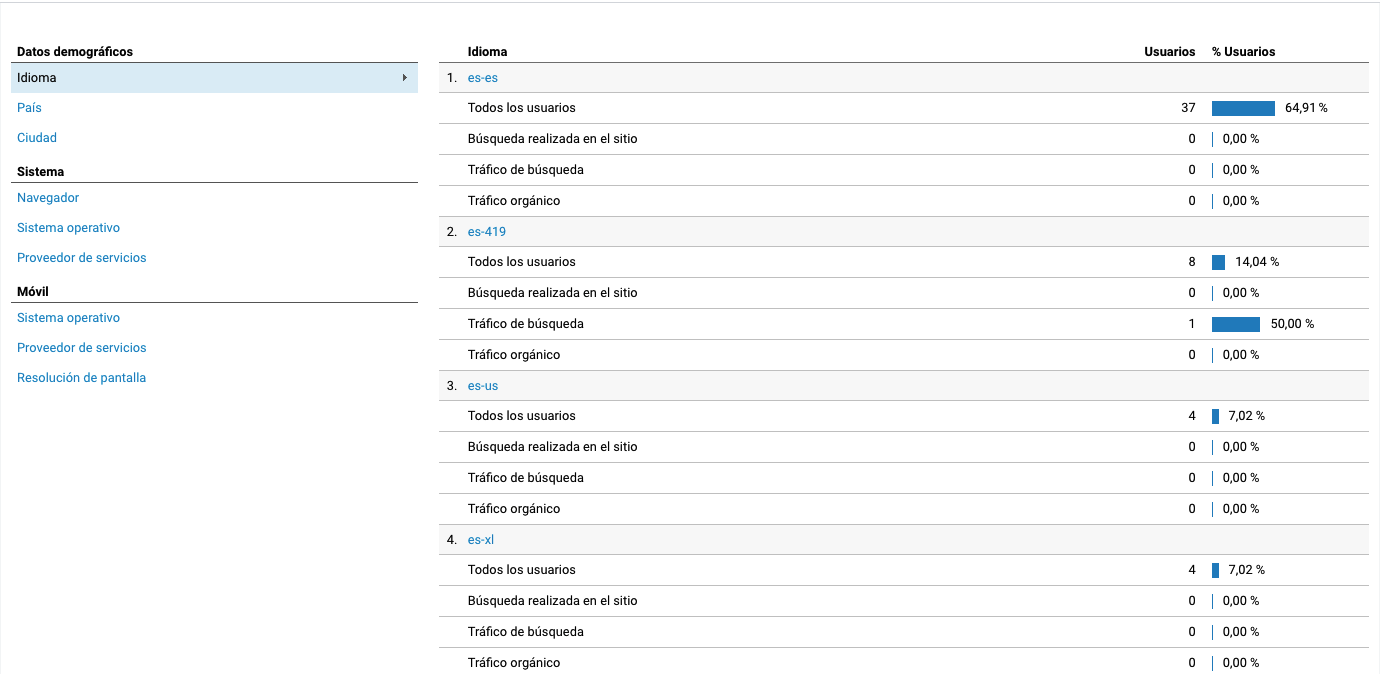 Datos demográficos
Idioma
País
Ciudad
Sistema
Navegador
Sistema operativo
Proveedor de servicios
Móvil
Sistema operativo
Proveedor de servicios
Resolución de pantalla
Idioma Usuarios % Usuarios
1. es-es
Todos los usuarios 37 64,91 %
Búsqueda realizada en el sitio 0 0,00 %
Tráfico de búsqueda 0 0,00 %
Tráfico orgánico 0 0,00 %
2. es-419
Todos los usuarios 8 14,04 %
Búsqueda realizada en el sitio 0 0,00 %
Tráfico de búsqueda 1 50,00 %
Tráfico orgánico 0 0,00 %
3. es-us
Todos los usuarios 4 7,02 %
Búsqueda realizada en el sitio 0 0,00 %
Tráfico de búsqueda 0 0,00 %
Tráfico orgánico 0 0,00 %
4. es-xl
Todos los usuarios 4 7,02 %
Búsqueda realizada en el sitio 0 0,00 %
Tráfico de búsqueda 0 0,00 %
Tráfico orgánico 0 0,00 %